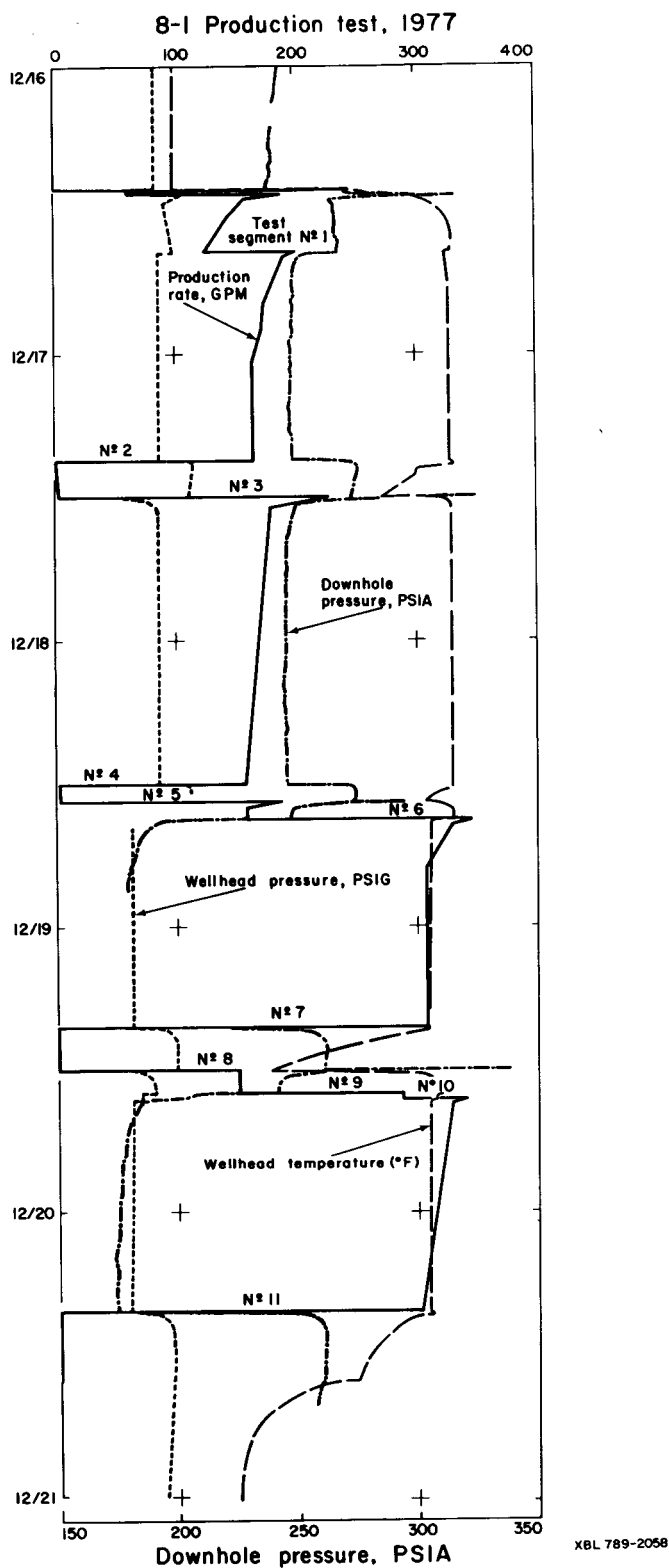 8-1 Production test, 1977
0 100 200 300 400
12/16
Test
segment Nº 1
Production
rate, GPM
12/17
Nº 2
Nº 3
Downhole
pressure, PSIA
12/18
Nº 4
Nº 5
Nº 6
Wellhead pressure, PSIG
12/19
Nº 7
Nº 8
Nº 9
Nº 10
Wellhead temperature (°F)
12/20
Nº 11
12/21
150 200 250 300 350
Downhole pressure, PSIA
XBL 789-2058